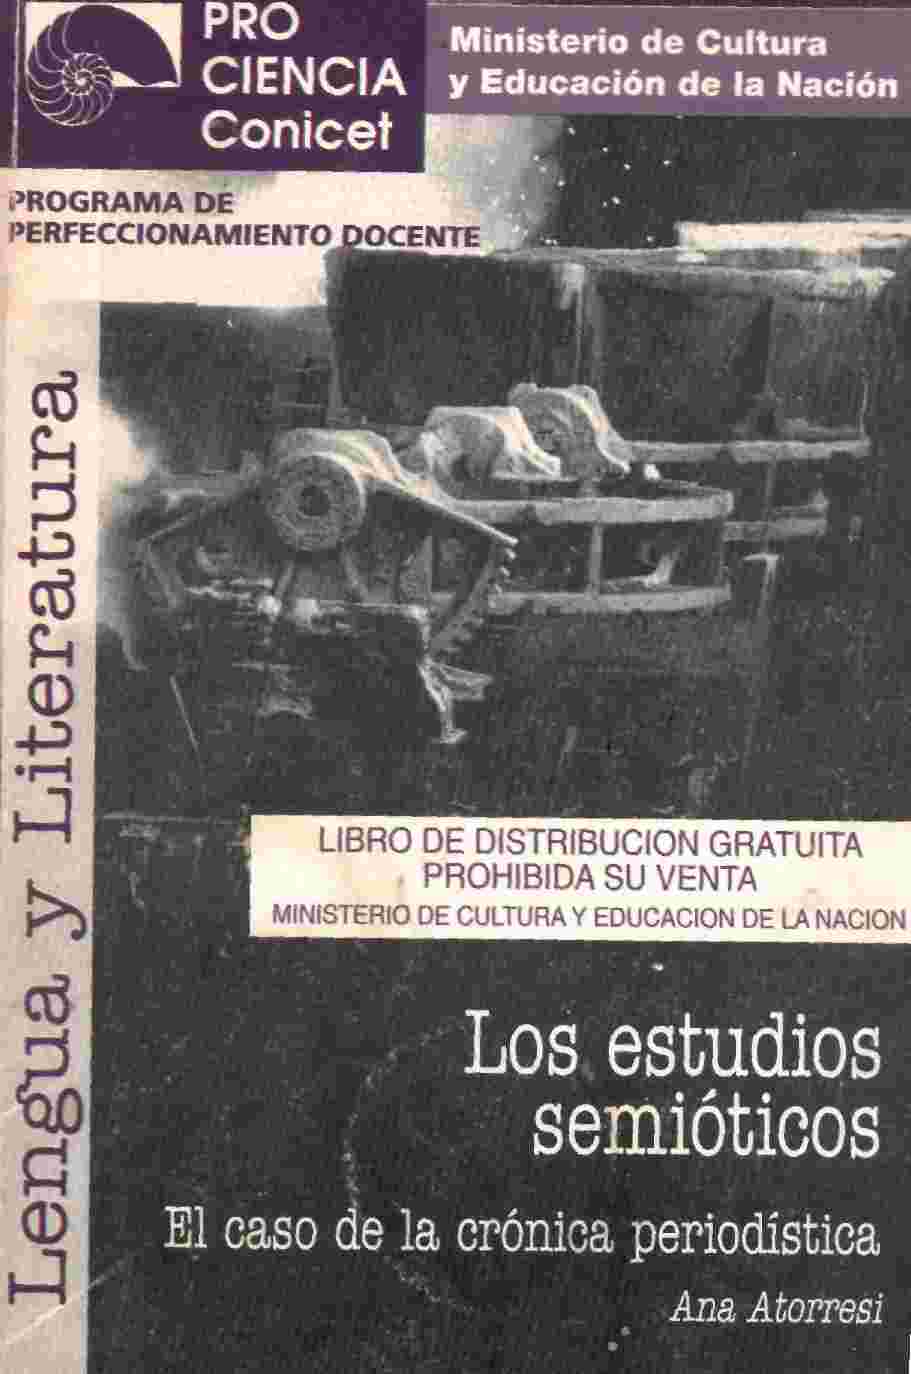 PRO
CIENCIA
Conicet
Ministerio de Cultura
y Educación de la Nación
PROGRAMA DE
PERFECCIONAMIENTO DOCENTE
Lengua y Literatura
LIBRO DE DISTRIBUCION GRATUITA
PROHIBIDA SU VENTA
MINISTERIO DE CULTURA Y EDUCACION DE LA NACION
Los estudios
semióticos
El caso de la crónica periodística
Ana Atorresi